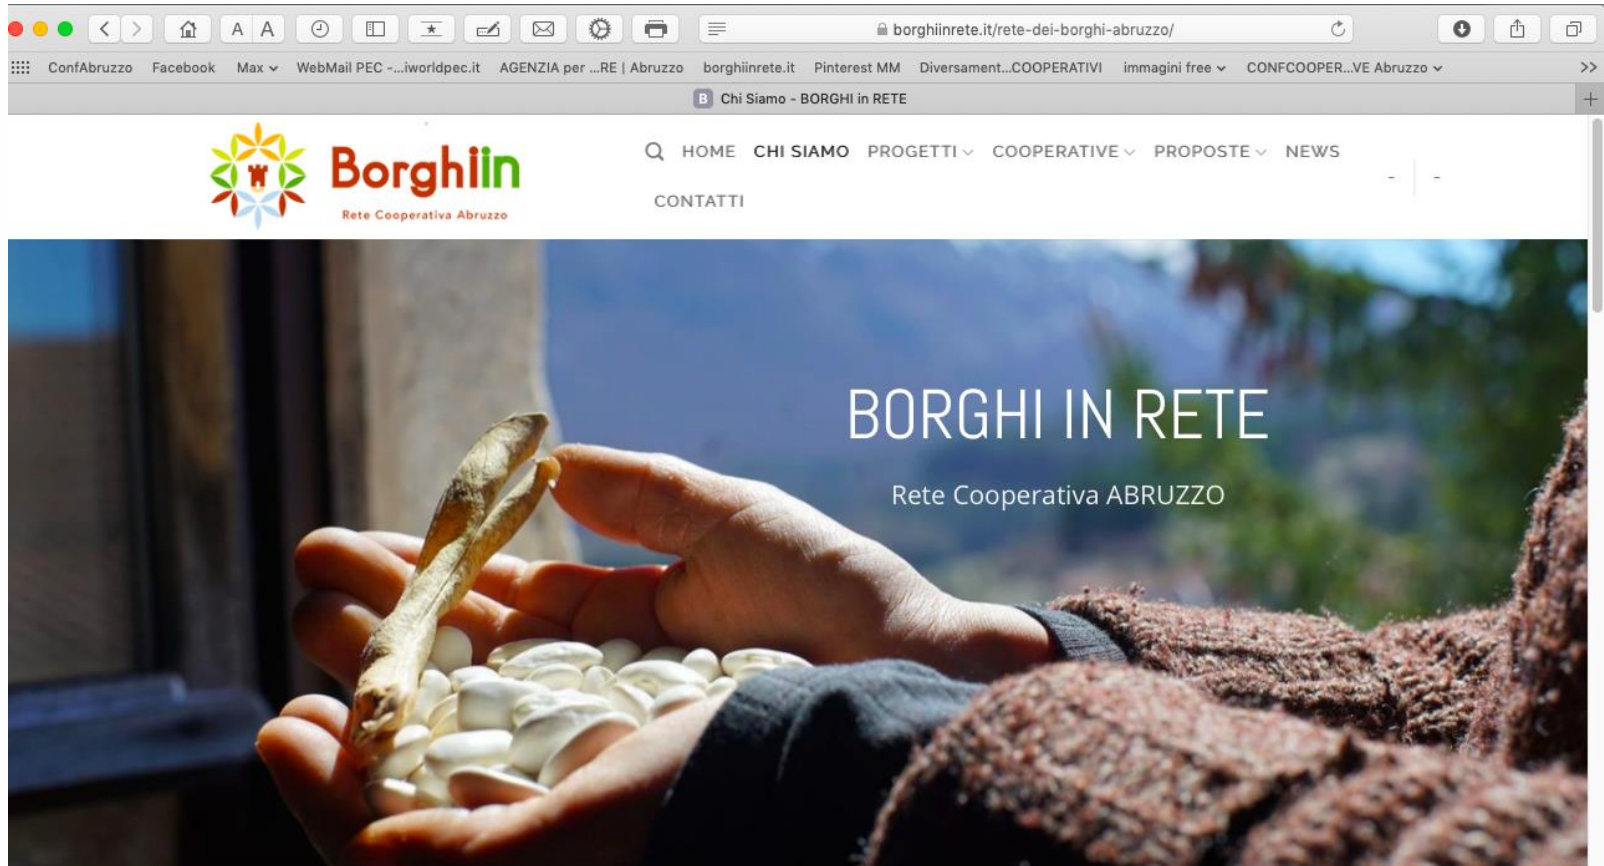 A A
borghiinrete.it/rete-dei-borghi-abruzzo/
ConfAbruzzo Facebook Max WebMail PEC -...iworldpec.it AGENZIA per ...RE | Abruzzo borghiinrete.it Pinterest MM Diversament...COOPERATIVI immagini free CONFCOOPER...VE Abruzzo >>
B Chi Siamo - BORGHI in RETE +
Borghiin
Rete Cooperativa Abruzzo
HOME CHI SIAMO PROGETTI COOPERATIVE PROPOSTE NEWS
- -
CONTATTI
BORGHI IN RETE
Rete Cooperativa ABRUZZO